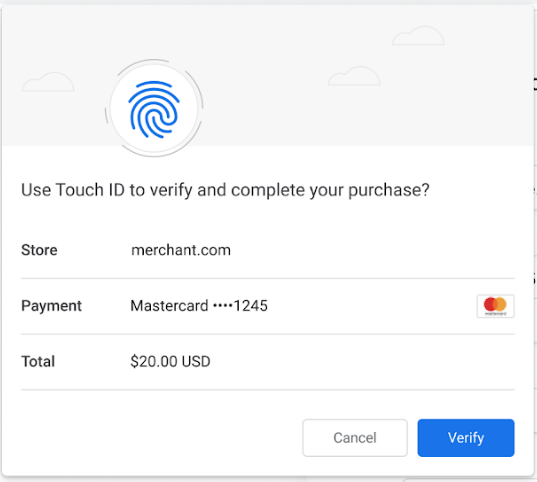 Use Touch ID to verify and complete your purchase?
Store merchant.com
Payment Mastercard ••••1245
mastercard
Total $20.00 USD
Cancel Verify